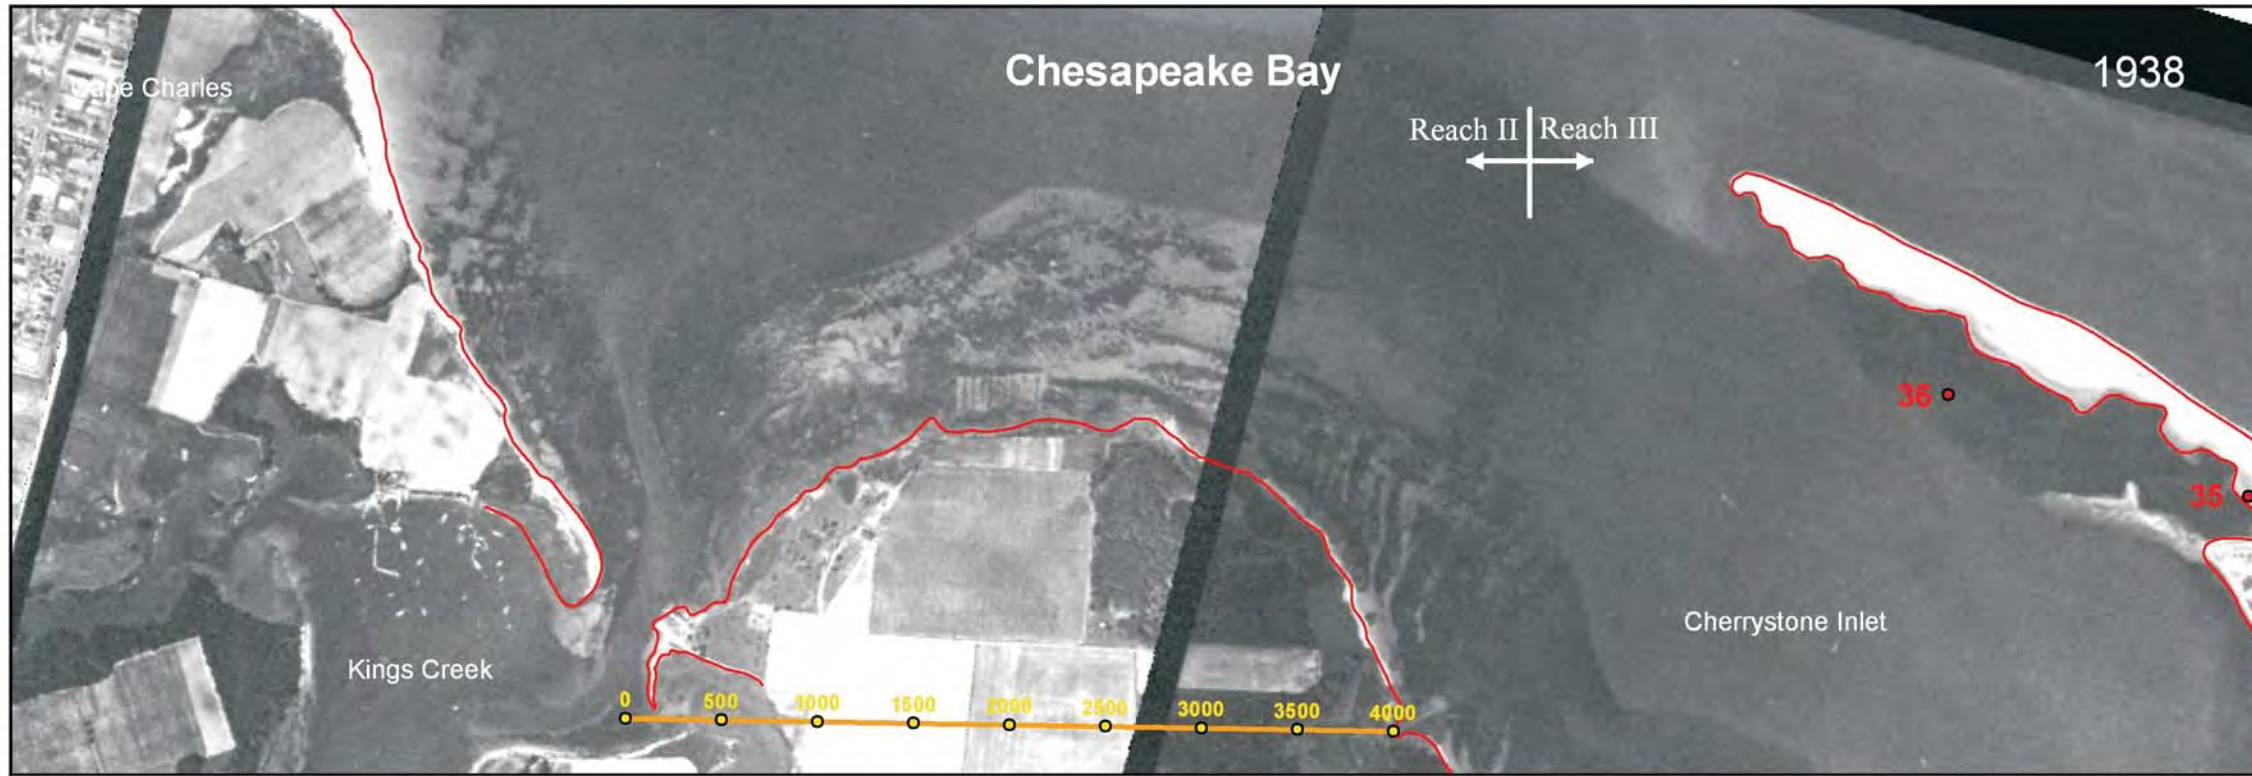 Chesapeake Bay
1938
Cape Charles
Reach II Reach III
36
35
Cherrystone Inlet
Kings Creek
0 500 1000 1500 2000 2500 3000 3500 4000